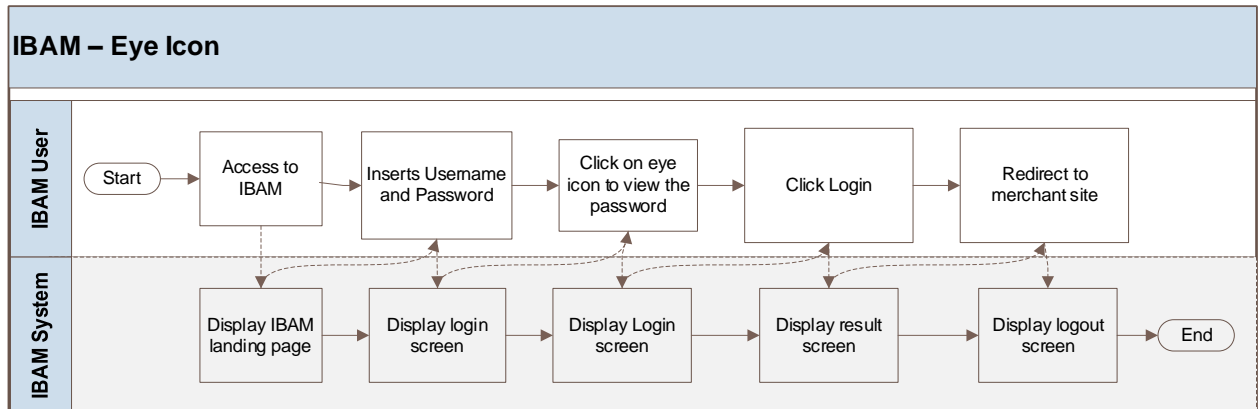 IBAM – Eye Icon
IBAM User
Start
Access to
IBAM
Inserts Username
and Password
Click on eye
icon to view the
password
Click Login
Redirect to
merchant site
IBAM System
Display IBAM
landing page
Display login
screen
Display Login
screen
Display result
screen
Display logout
screen
End